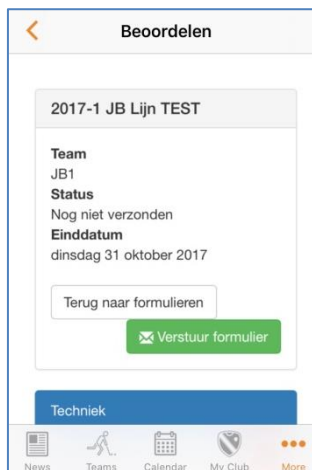 Beoordelen
2017-1 JB Lijn TEST
Team
JB1
Status
Nog niet verzonden
Einddatum
dinsdag 31 oktober 2017
Terug naar formulieren
Verstuur formulier
Techniek
News Teams Calendar My Club More